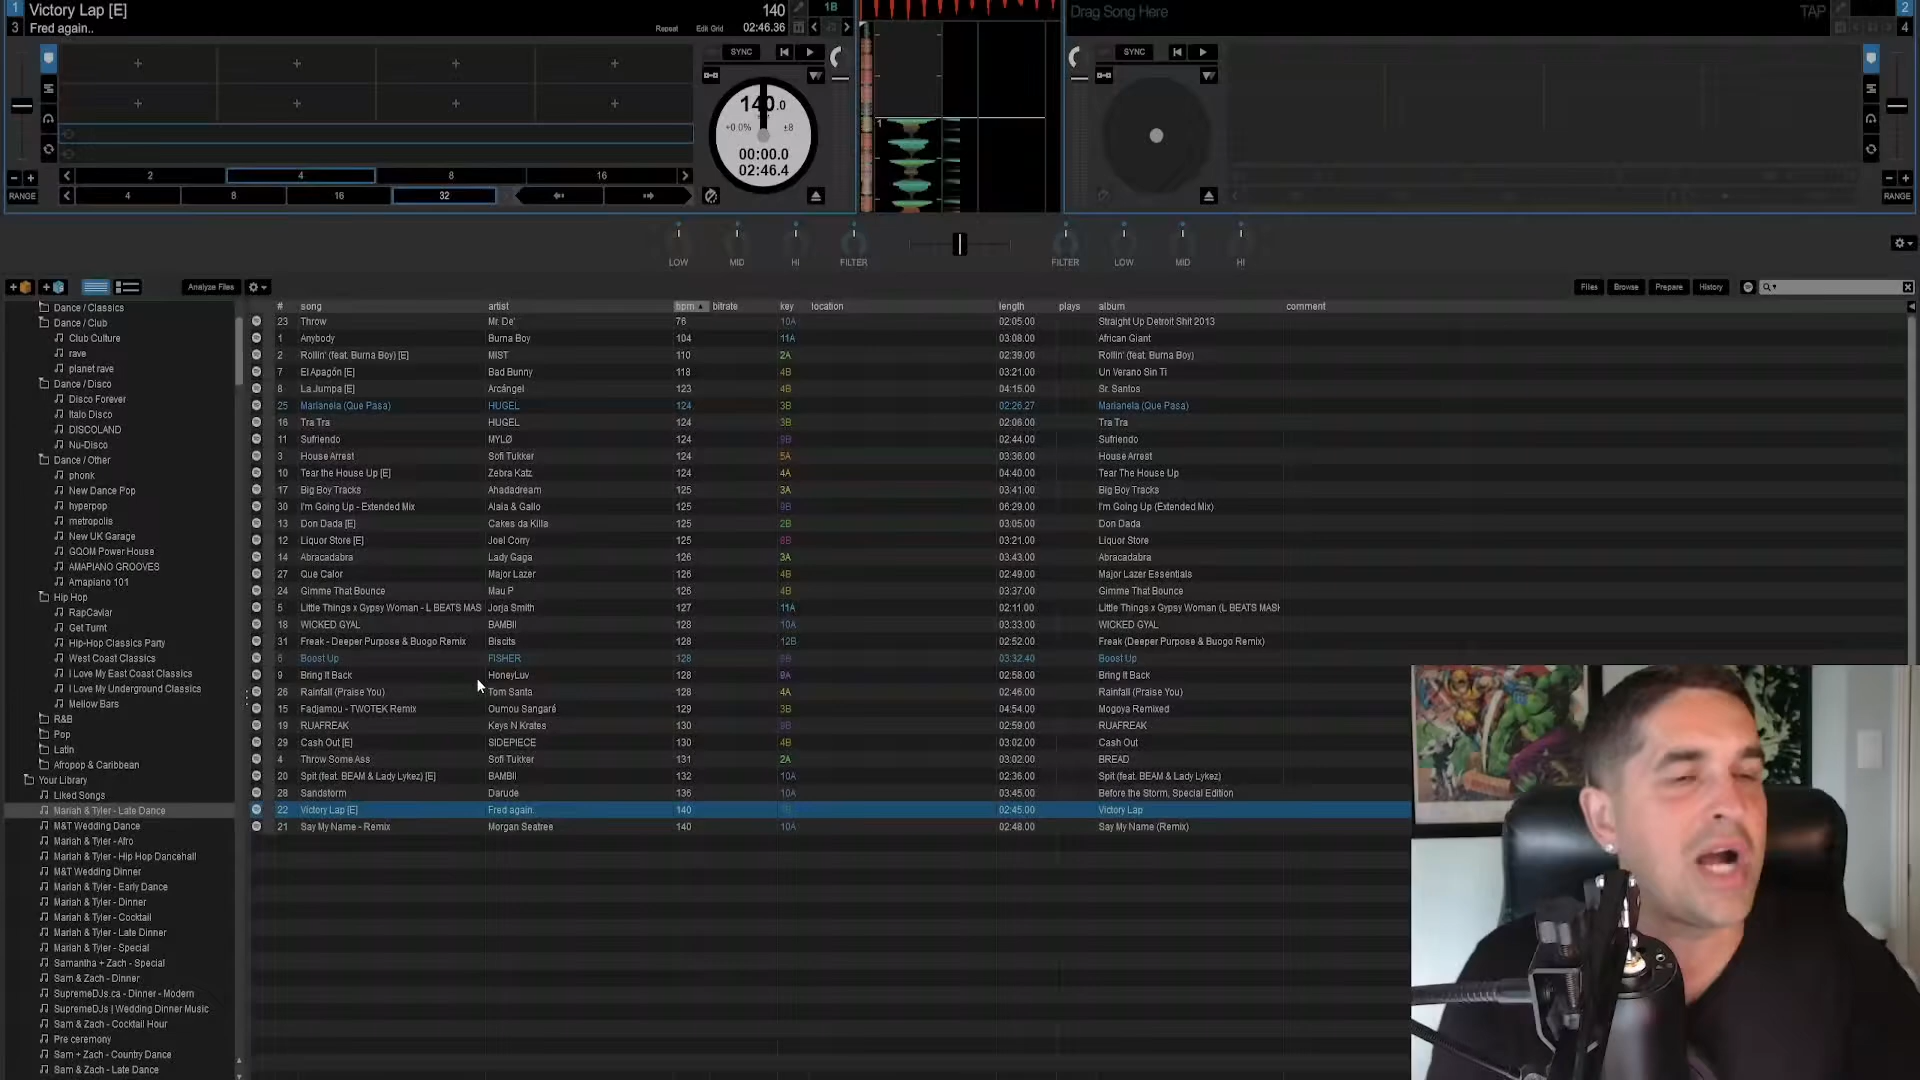 1 Victory Lap [E] 140 1B
3 Fred again.. Repeat Edit Grid 02:46.36
Drag Song Here TAP 2
4
SYNC
140.0
+0.0% ±8
00:00.0
02:46.4
2 4 8 16
RANGE 4 8 16 32
1
SYNC
RANGE
LOW MID HI FILTER FILTER LOW MID HI
Analyze Files Files Browse Prepare History
Dance / Classics
Dance / Club
Club Culture
rave
planet rave
Dance / Disco
Disco Forever
Italo Disco
DISCOLAND
Nu-Disco
Dance / Other
phonk
New Dance Pop
hyperpop
metropolis
New UK Garage
GQOM Power House
AMAPIANO GROOVES
Amapiano 101
Hip Hop
RapCaviar
Get Turnt
Hip-Hop Classics Party
West Coast Classics
I Love My East Coast Classics
I Love My Underground Classics
Mellow Bars
R&B
Pop
Latin
Afropop & Caribbean
Your Library
Liked Songs
Mariah & Tyler - Late Dance
M&T Wedding Dance
Mariah & Tyler - Afro
Mariah & Tyler - Hip Hop Dancehall
M&T Wedding Dinner
Mariah & Tyler - Early Dance
Mariah & Tyler - Dinner
Mariah & Tyler - Cocktail
Mariah & Tyler - Late Dinner
Mariah & Tyler - Special
Samantha + Zach - Special
Sam & Zach - Dinner
SupremeDJs.ca - Dinner - Modern
SupremeDJs | Wedding Dinner Music
Sam & Zach - Cocktail Hour
Pre ceremony
Sam + Zach - Country Dance
Sam & Zach - Late Dance
# song artist bpm bitrate key location length plays album comment
23 Throw Mr. De' 76 10A 02:05.00 Straight Up Detroit Shit 2013
1 Anybody Burna Boy 104 11A 03:08.00 African Giant
2 Rollin' (feat. Burna Boy) [E] MIST 110 2A 02:39.00 Rollin' (feat. Burna Boy)
7 El Apagón [E] Bad Bunny 118 4B 03:21.00 Un Verano Sin Ti
8 La Jumpa [E] Arcángel 123 4B 04:15.00 Sr. Santos
25 Marianela (Que Pasa) HUGEL 124 3B 02:26.27 Marianela (Que Pasa)
16 Tra Tra HUGEL 124 3B 02:06.00 Tra Tra
11 Sufriendo MYLØ 124 9B 02:44.00 Sufriendo
3 House Arrest Sofi Tukker 124 5A 03:36.00 House Arrest
10 Tear the House Up [E] Zebra Katz 124 4A 04:40.00 Tear The House Up
17 Big Boy Tracks Ahadadream 125 3A 03:41.00 Big Boy Tracks
30 I'm Going Up - Extended Mix Alaia & Gallo 125 9B 06:29.00 I'm Going Up (Extended Mix)
13 Don Dada [E] Cakes da Killa 125 2B 03:05.00 Don Dada
12 Liquor Store [E] Joel Corry 125 8B 03:21.00 Liquor Store
14 Abracadabra Lady Gaga 126 3A 03:43.00 Abracadabra
27 Que Calor Major Lazer 126 4B 02:49.00 Major Lazer Essentials
24 Gimme That Bounce Mau P 126 4B 03:37.00 Gimme That Bounce
5 Little Things x Gypsy Woman - L BEATS MAS Jorja Smith 127 11A 02:11.00 Little Things x Gypsy Woman (L BEATS MASH
18 WICKED GYAL BAMBII 128 10A 03:33.00 WICKED GYAL
31 Freak - Deeper Purpose & Buogo Remix Biscits 128 12B 02:52.00 Freak (Deeper Purpose & Buogo Remix)
6 Boost Up FISHER 128 03:32.40 Boost Up
9 Bring It Back HoneyLuv 128 9A 02:58.00 Bring It Back
26 Rainfall (Praise You) Tom Santa 128 4A 02:46.00 Rainfall (Praise You)
15 Fadjamou - TWOTEK Remix Oumou Sangaré 129 3B 04:54.00 Mogoya Remixed
19 RUAFREAK Keys N Krates 130 9B 02:59.00 RUAFREAK
29 Cash Out [E] SIDEPIECE 130 4B 03:02.00 Cash Out
4 Throw Some Ass Sofi Tukker 131 2A 03:02.00 BREAD
20 Spit (feat. BEAM & Lady Lykez) [E] BAMBII 132 10A 02:36.00 Spit (feat. BEAM & Lady Lykez)
28 Sandstorm Darude 136 10A 03:45.00 Before the Storm, Special Edition
22 Victory Lap [E] Fred again.. 140 02:45.00 Victory Lap
21 Say My Name - Remix Morgan Seatree 140 10A 02:48.00 Say My Name (Remix)